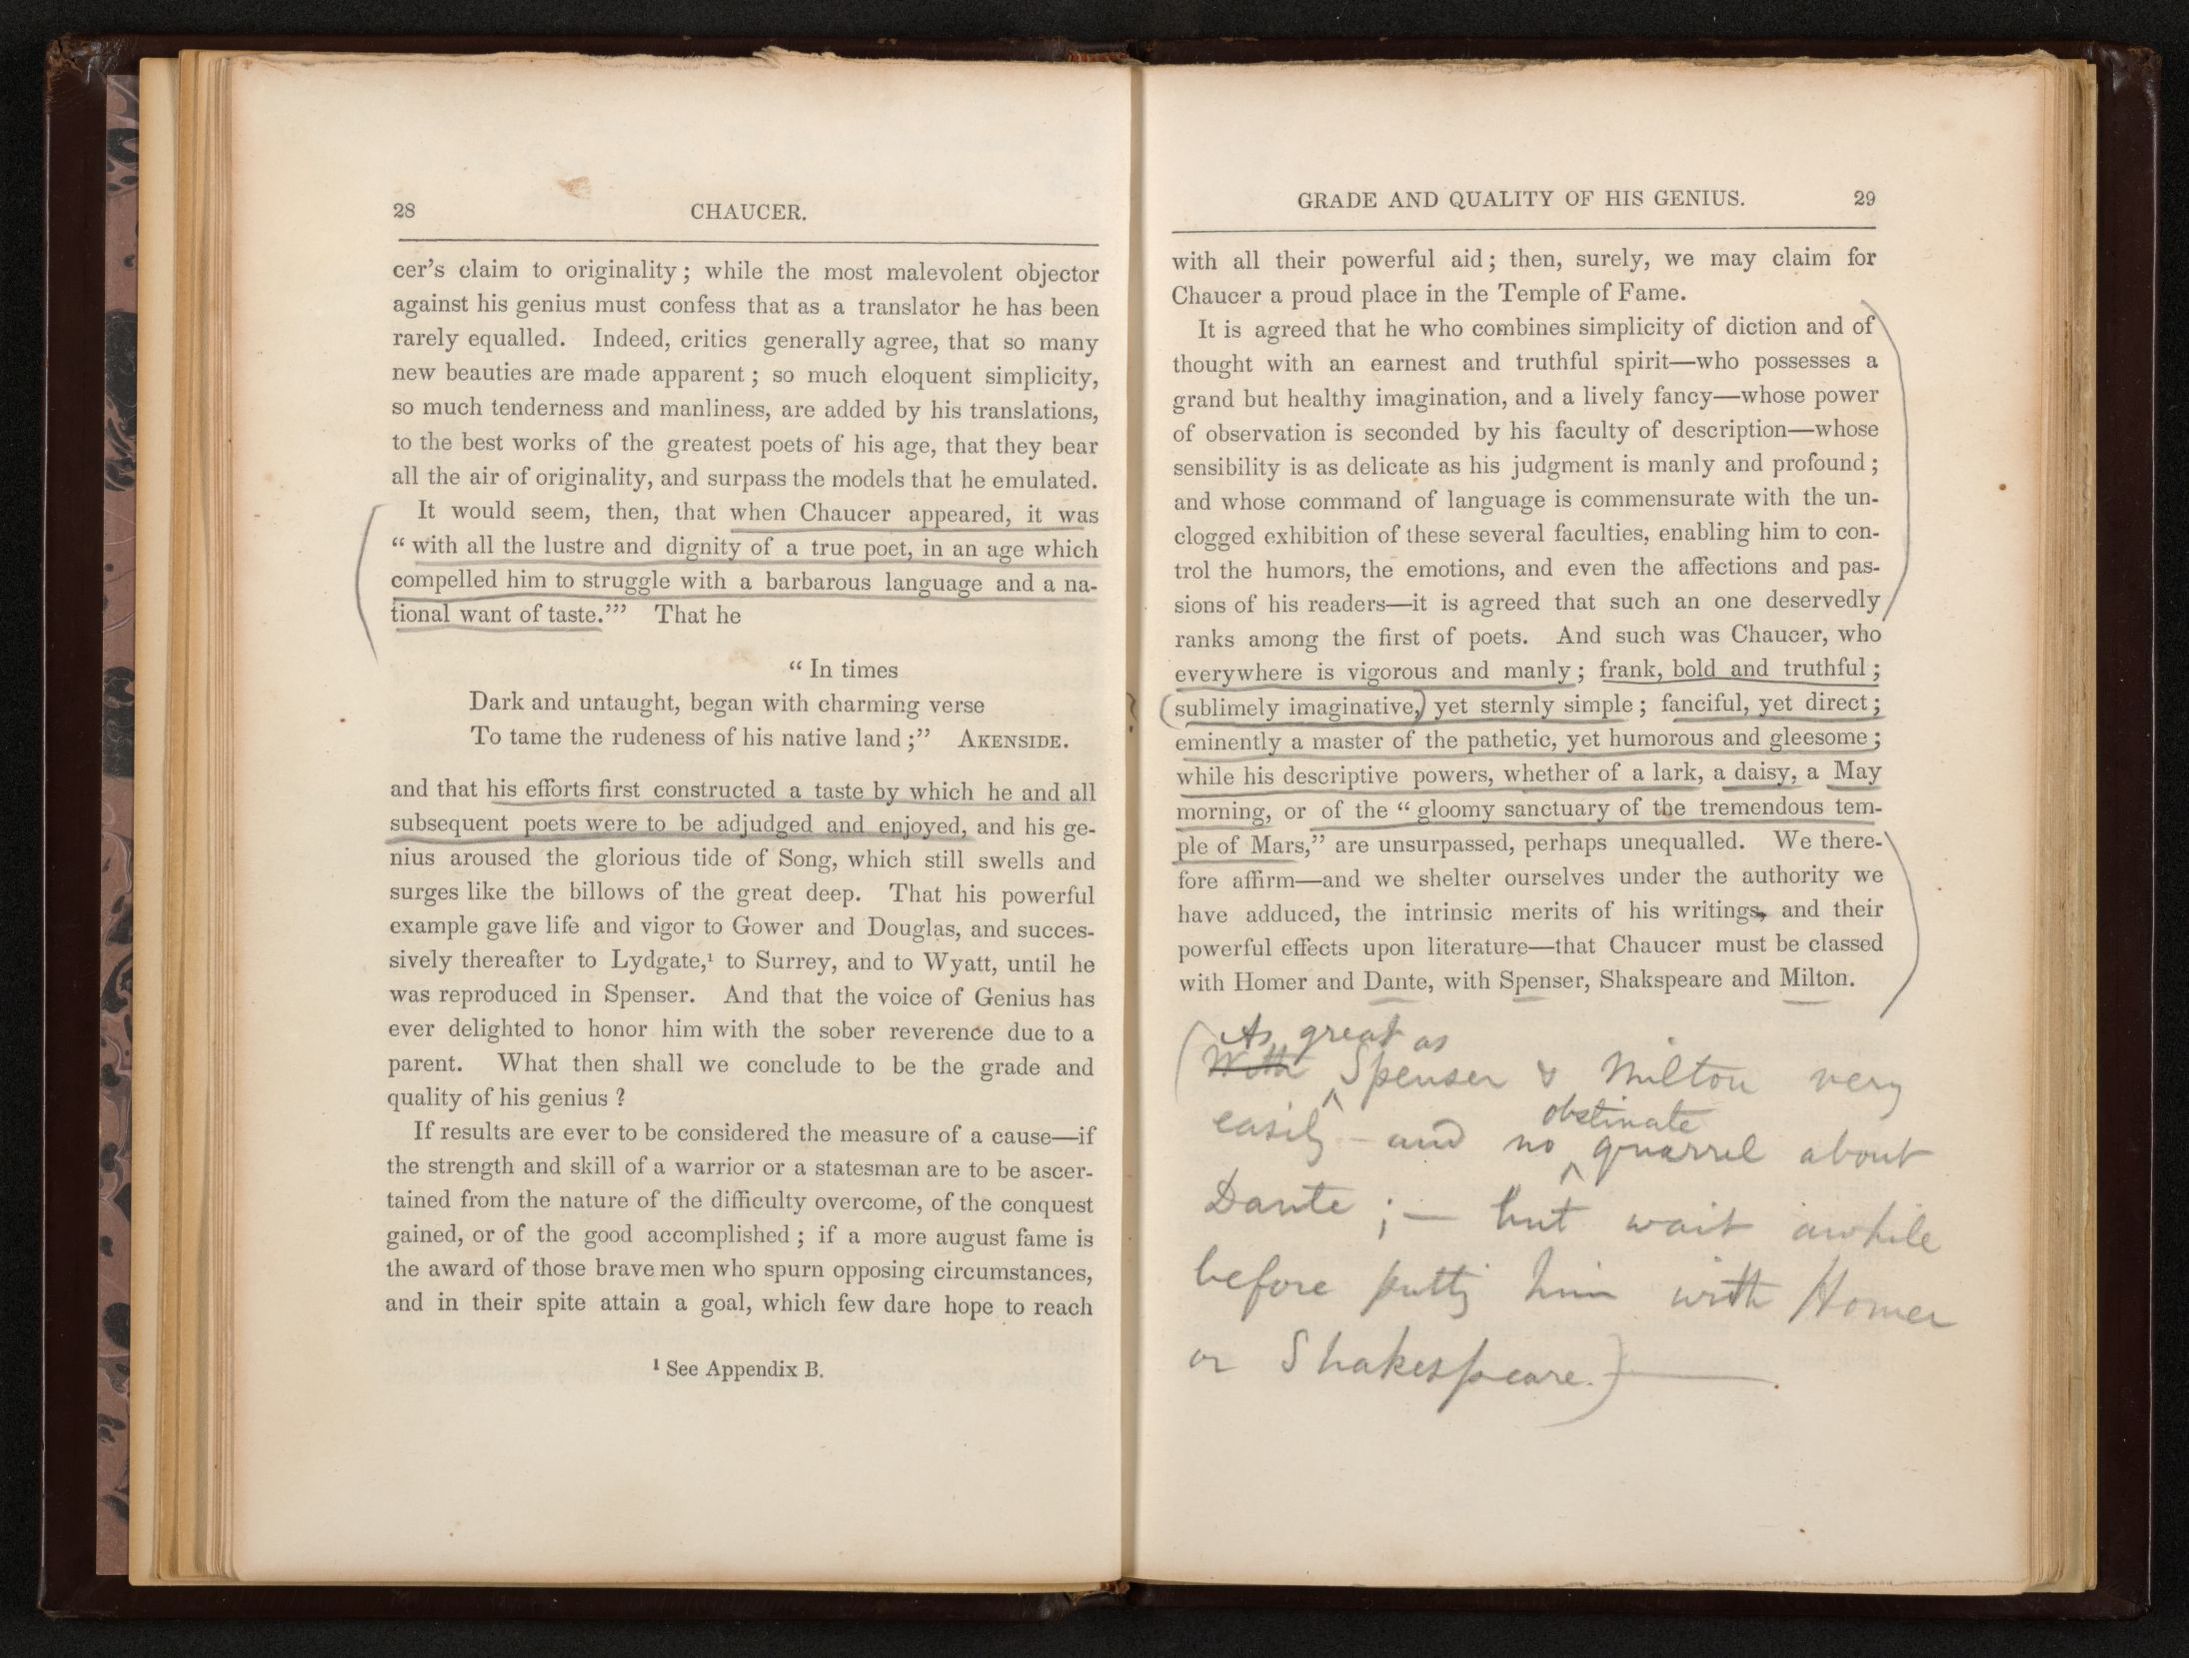 28
CHAUCER.
cer's claim to originality; while the most malevolent objector
against his genius must confess that as a translator he has been
rarely equalled. Indeed, critics generally agree, that so many
new beauties are made apparent; so much eloquent simplicity,
so much tenderness and manliness, are added by his translations,
to the best works of the greatest poets of his age, that they bear
all the air of originality, and surpass the models that he emulated.
It would seem, then, that when Chaucer appeared, it was
“with all the lustre and dignity of a true poet, in an age which
compelled him to struggle with a barbarous language and a na-
tional want of taste.’” That he
“In times
Dark and untaught, began with charming verse
To tame the rudeness of his native land;” AKENSIDE.
and that his efforts first constructed a taste by which he and all
subsequent poets were to be adjudged and enjoyed, and his ge-
nius aroused the glorious tide of Song, which still swells and
surges like the billows of the great deep. That his powerful
example gave life and vigor to Gower and Douglas, and succes-
sively thereafter to Lydgate,¹ to Surrey, and to Wyatt, until he
was reproduced in Spenser. And that the voice of Genius has
ever delighted to honor him with the sober reverence due to a
parent. What then shall we conclude to be the grade and
quality of his genius?
If results are ever to be considered the measure of a cause—if
the strength and skill of a warrior or a statesman are to be ascer-
tained from the nature of the difficulty overcome, of the conquest
gained, or of the good accomplished; if a more august fame is
the award of those brave men who spurn opposing circumstances,
and in their spite attain a goal, which few dare hope to reach
¹ See Appendix B.
GRADE AND QUALITY OF HIS GENIUS.
29
with all their powerful aid; then, surely, we may claim for
Chaucer a proud place in the Temple of Fame.
It is agreed that he who combines simplicity of diction and of
thought with an earnest and truthful spirit—who possesses a
grand but healthy imagination, and a lively fancy—whose power
of observation is seconded by his faculty of description—whose
sensibility is as delicate as his judgment is manly and profound;
and whose command of language is commensurate with the un-
clogged exhibition of these several faculties, enabling him to con-
trol the humors, the emotions, and even the affections and pas-
sions of his readers—it is agreed that such an one deservedly
ranks among the first of poets. And such was Chaucer, who
everywhere is vigorous and manly; frank, bold and truthful;
? (sublimely imaginative,) yet sternly simple; fanciful, yet direct;
eminently a master of the pathetic, yet humorous and gleesome;
while his descriptive powers, whether of a lark, a daisy, a May
morning, or of the “gloomy sanctuary of the tremendous tem-
ple of Mars,” are unsurpassed, perhaps unequalled. We there-
fore affirm—and we shelter ourselves under the authority we
have adduced, the intrinsic merits of his writings, and their
powerful effects upon literature—that Chaucer must be classed
with Homer and Dante, with Spenser, Shakspeare and Milton.
As great as
(With Spenser & Milton very
obstinate
easily – and no quarrel about
Dante ;— but wait awhile
before puttg him with Homer
or Shakespeare.)—